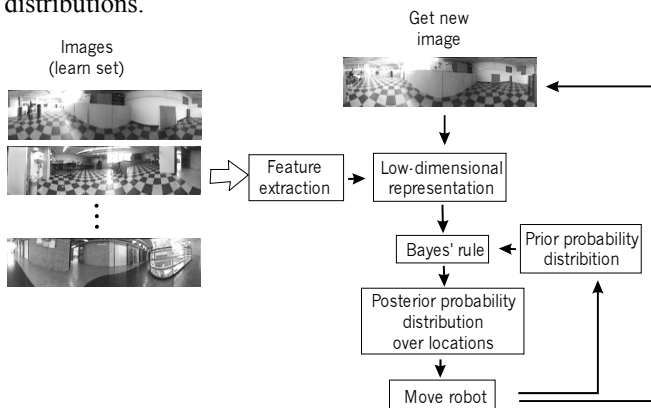 distributions.
Images
(learn set)
Get new
image
Feature
extraction
Low-dimensional
representation
Bayes' rule
Prior probability
distribition
Posterior probability
distribution
over locations
Move robot